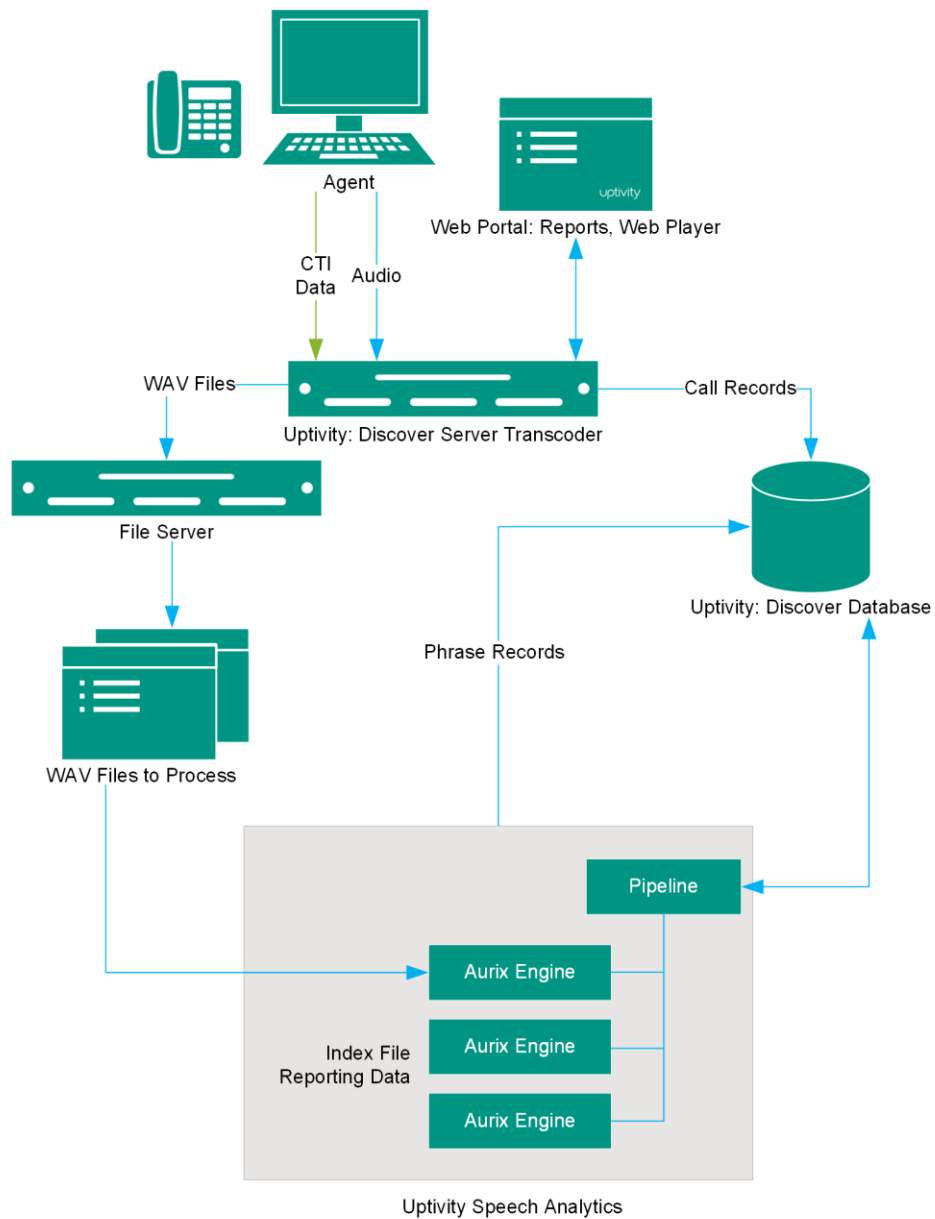 Agent
uptivity
Web Portal: Reports, Web Player
CTI
Data
Audio
WAV Files
Call Records
Uptivity: Discover Server Transcoder
File Server
Uptivity: Discover Database
Phrase Records
WAV Files to Process
Pipeline
Aurix Engine
Aurix Engine
Index File
Reporting Data
Aurix Engine
Uptivity Speech Analytics